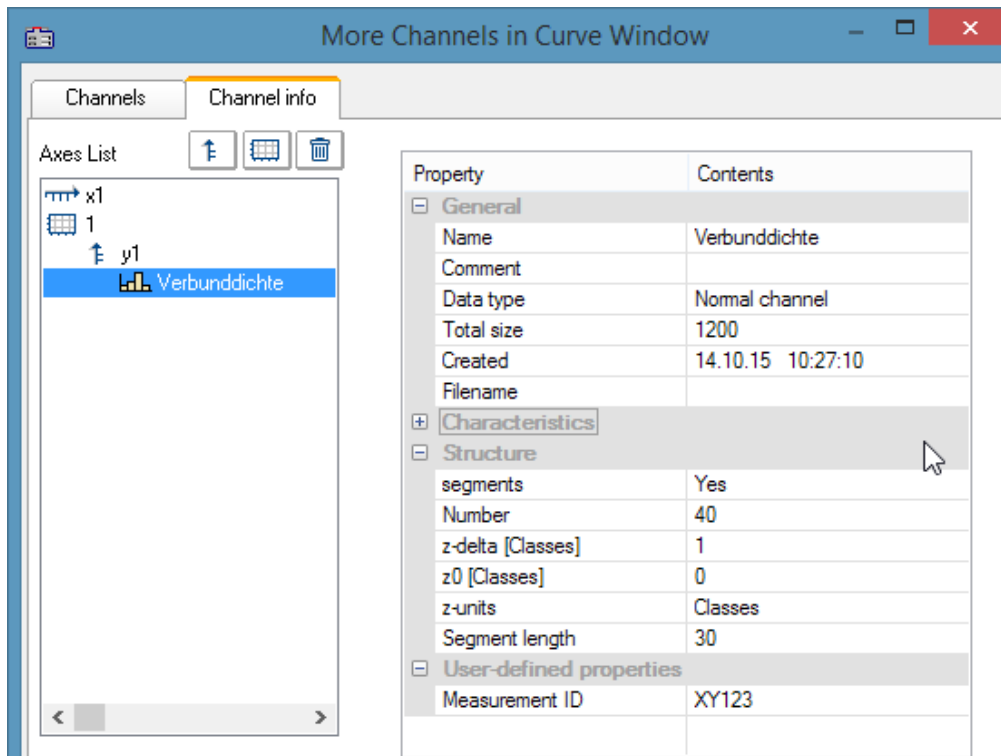 More Channels in Curve Window
Channels Channel info
Axes List
x1
1
y1
Verbunddichte
Property Contents
General
Name Verbunddichte
Comment
Data type Normal channel
Total size 1200
Created 14.10.15 10:27:10
Filename
Characteristics
Structure
segments Yes
Number 40
z-delta [Classes] 1
z0 [Classes] 0
z-units Classes
Segment length 30
User-defined properties
Measurement ID XY123